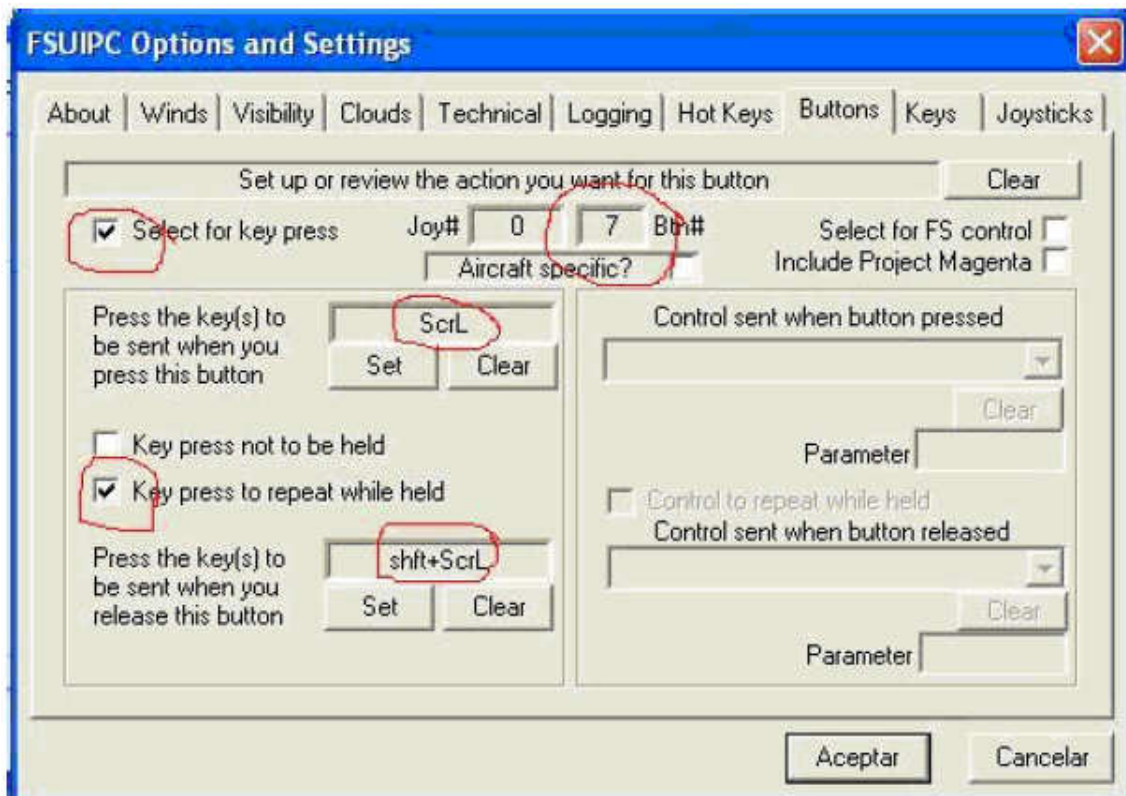 FSUIPC Options and Settings
About Winds Visibility Clouds Technical Logging Hot Keys Buttons Keys Joysticks
Set up or review the action you want for this button Clear
Select for key press Joy# 0 7 Btn# Select for FS control
Aircraft specific? Include Project Magenta
Press the key(s) to
be sent when you
press this button
ScrL
Set Clear
Key press not to be held
Key press to repeat while held
Press the key(s) to
be sent when you
release this button
shft+ScrL
Set Clear
Control sent when button pressed
Clear
Parameter
Control to repeat while held
Control sent when button released
Clear
Parameter
Aceptar Cancelar